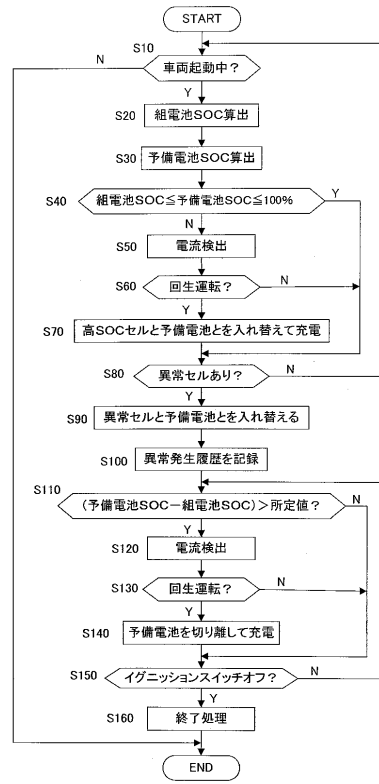 START
S10
N
車両起動中？
Y
S20
組電池SOC算出
S30
予備電池SOC算出
S40
組電池SOC≦予備電池SOC≦100%
Y
N
S50
電流検出
S60
回生運転？
N
Y
S70
高SOCセルと予備電池とを入れ替えて充電
S80
異常セルあり？
N
Y
S90
異常セルと予備電池とを入れ替える
S100
異常発生履歴を記録
S110
(予備電池SOC－組電池SOC)＞所定値？
N
Y
S120
電流検出
S130
回生運転？
N
Y
S140
予備電池を切り離して充電
S150
イグニッションスイッチオフ？
N
Y
S160
終了処理
END